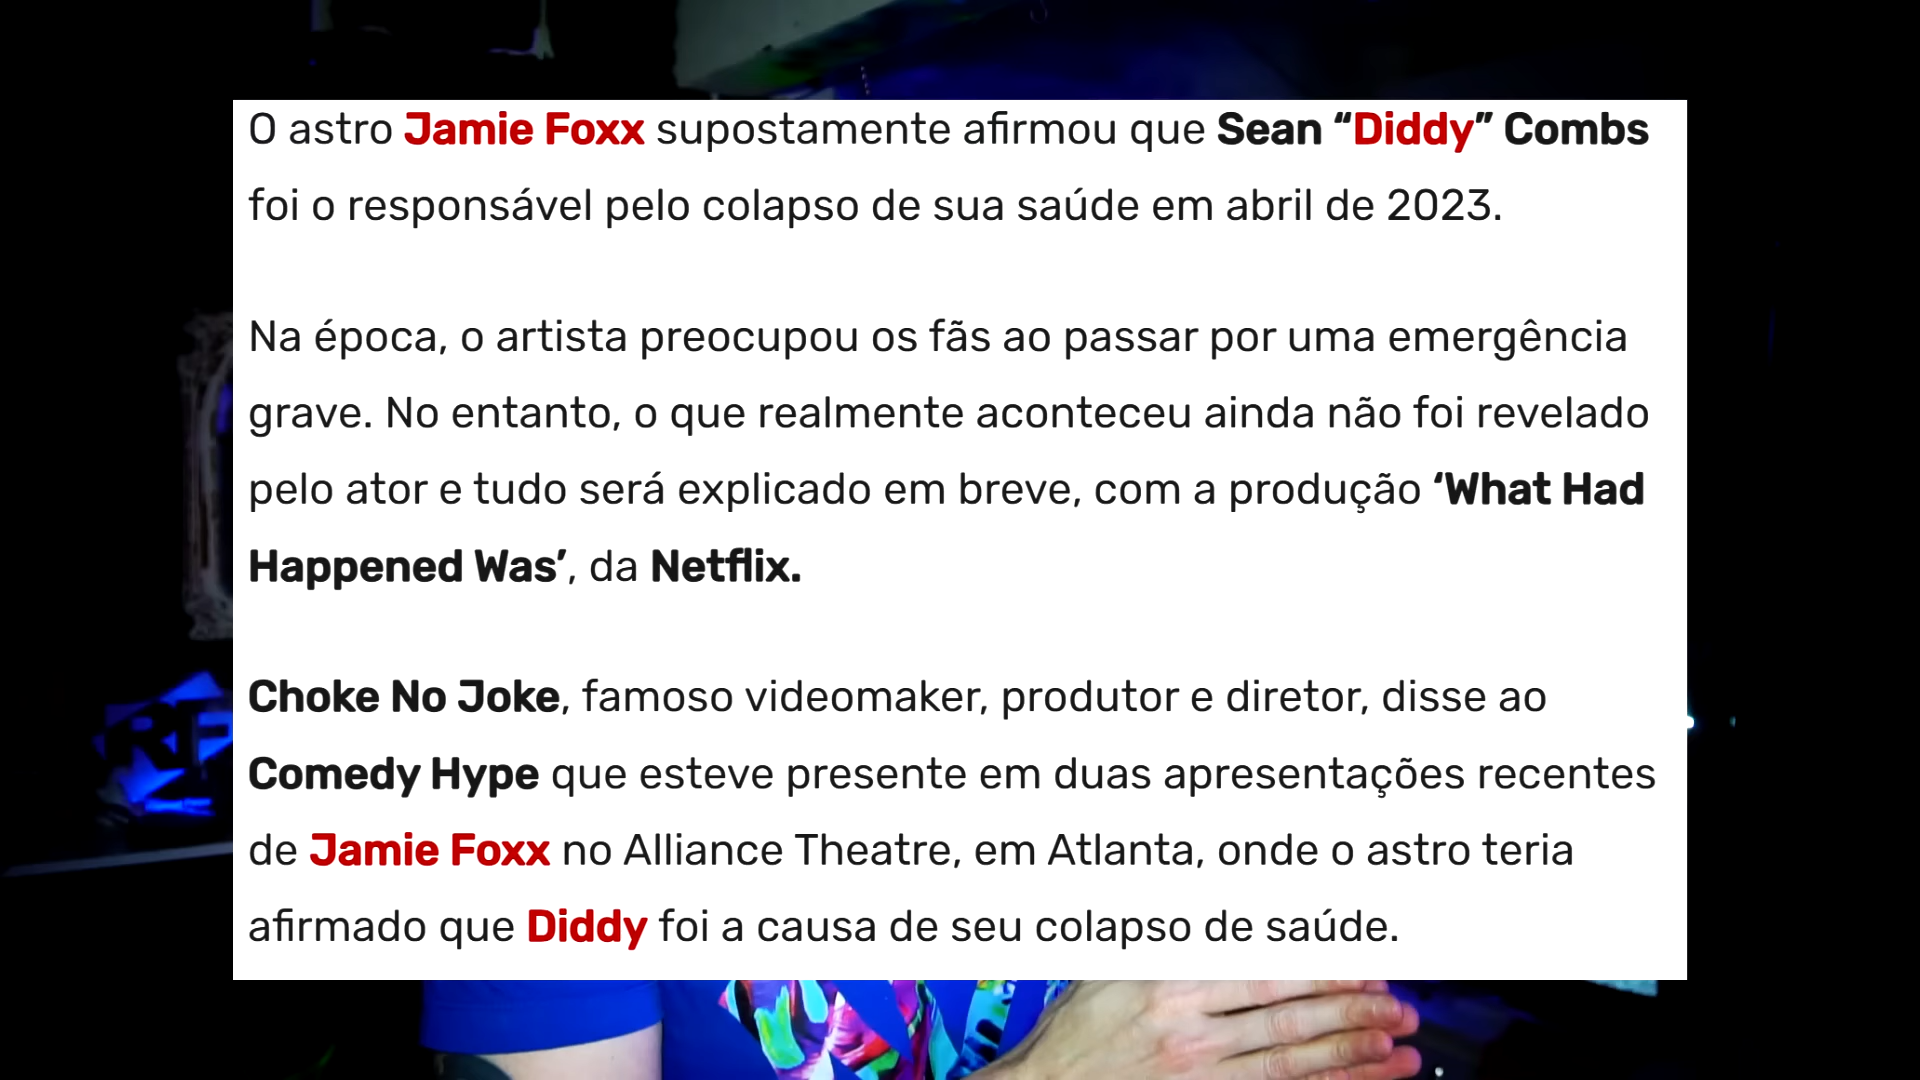 O astro Jamie Foxx supostamente afirmou que Sean “Diddy” Combs
foi o responsável pelo colapso de sua saúde em abril de 2023.
Na época, o artista preocupou os fãs ao passar por uma emergência
grave. No entanto, o que realmente aconteceu ainda não foi revelado
pelo ator e tudo será explicado em breve, com a produção ‘What Had
Happened Was’, da Netflix.
Choke No Joke, famoso videomaker, produtor e diretor, disse ao
Comedy Hype que esteve presente em duas apresentações recentes
de Jamie Foxx no Alliance Theatre, em Atlanta, onde o astro teria
afirmado que Diddy foi a causa de seu colapso de saúde.